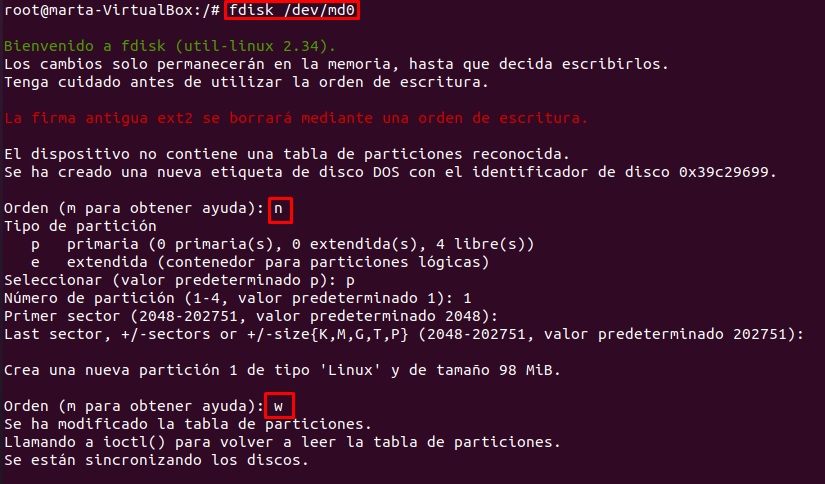 root@marta-VirtualBox:/# fdisk /dev/md0
Bienvenido a fdisk (util-linux 2.34).
Los cambios solo permanecerán en la memoria, hasta que decida escribirlos.
Tenga cuidado antes de utilizar la orden de escritura.
La firma antigua ext2 se borrará mediante una orden de escritura.
El dispositivo no contiene una tabla de particiones reconocida.
Se ha creado una nueva etiqueta de disco DOS con el identificador de disco 0x39c29699.
Orden (m para obtener ayuda): n
Tipo de partición
p   primaria (0 primaria(s), 0 extendida(s), 4 libre(s))
e   extendida (contenedor para particiones lógicas)
Seleccionar (valor predeterminado p): p
Número de partición (1-4, valor predeterminado 1): 1
Primer sector (2048-202751, valor predeterminado 2048):
Last sector, +/-sectors or +/-size{K,M,G,T,P} (2048-202751, valor predeterminado 202751):
Crea una nueva partición 1 de tipo 'Linux' y de tamaño 98 MiB.
Orden (m para obtener ayuda): w
Se ha modificado la tabla de particiones.
Llamando a ioctl() para volver a leer la tabla de particiones.
Se están sincronizando los discos.